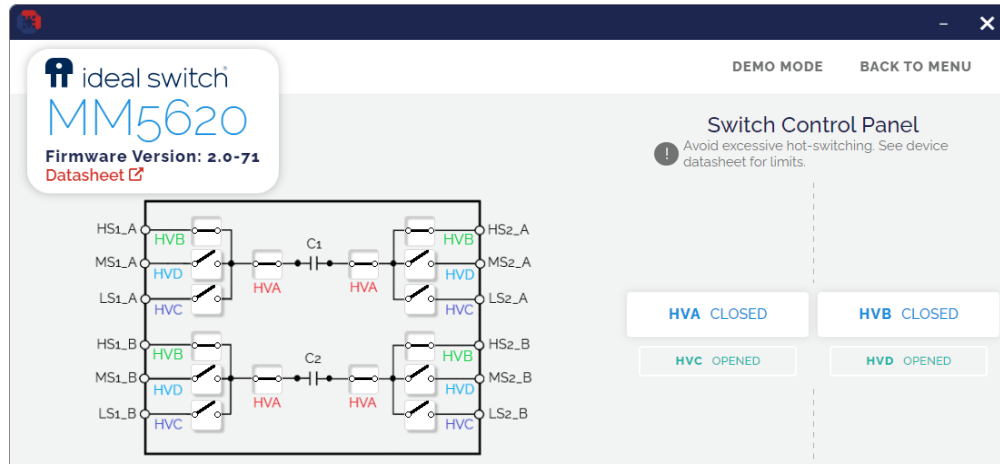 DEMO MODE BACK TO MENU
ideal switch
MM5620
Firmware Version: 2.0-71
Datasheet
Switch Control Panel
! Avoid excessive hot-switching. See device
datasheet for limits.
HS1_A HVB HVB HS2_A
C1
MS1_A HVD HVA HVA HVD MS2_A
LS1_A HVC HVC LS2_A
HS1_B HVB HVB HS2_B
C2
MS1_B HVD HVA HVA HVD MS2_B
LS1_B HVC HVC LS2_B
HVA CLOSED HVB CLOSED
HVC OPENED HVD OPENED